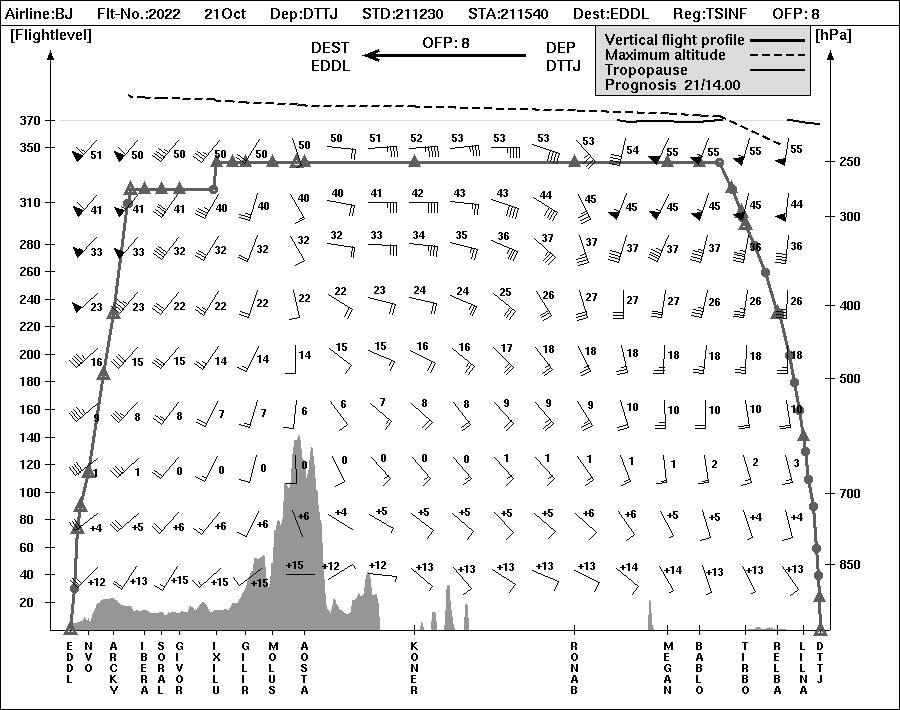 Airline:BJ Flt-No.:2022 21Oct Dep:DTTJ STD:211230 STA:211540 Dest:EDDL Reg:TSINF OFP: 8
[Flightlevel] [hPa]
DEST OFP: 8 DEP
EDDL DTTJ
Vertical flight profile
Maximum altitude
Tropopause
Prognosis 21/14.00
370
350 51 50 50 50 50 50 50 51 52 53 53 53 53 54 55 55 55 55 250
310 41 41 41 40 40 40 40 41 42 43 43 44 45 45 45 45 45 44 300
280 33 33 33 32 32 32 32 33 34 35 36 37 37 37 37 37 36 36
260
240 23 23 22 22 22 22 22 23 24 24 25 26 27 27 27 26 26 26 400
220
200 16 15 15 14 14 14 15 15 16 16 17 18 18 18 18 18 18 18
180 500
160 9 8 8 7 7 6 6 7 8 8 9 9 9 10 10 10 10 10
140
120 1 1 0 0 0 0 0 0 0 0 1 1 1 1 1 2 2 3
100 700
80 +4 +5 +6 +6 +6 +6 +4 +5 +5 +5 +5 +5 +6 +6 +5 +5 +4 +4
60
40 +12 +13 +15 +15 +15 +15 +12 +12 +13 +13 +13 +13 +13 +14 +14 +13 +13 +13 850
20
EDDL NVO ARCKY IBERA SORAL GIVOR IXILU GILIR MOLUS AOSTA KONER RONAB MEGAN BABLO TIRBO RELBA LILNA DTTJ